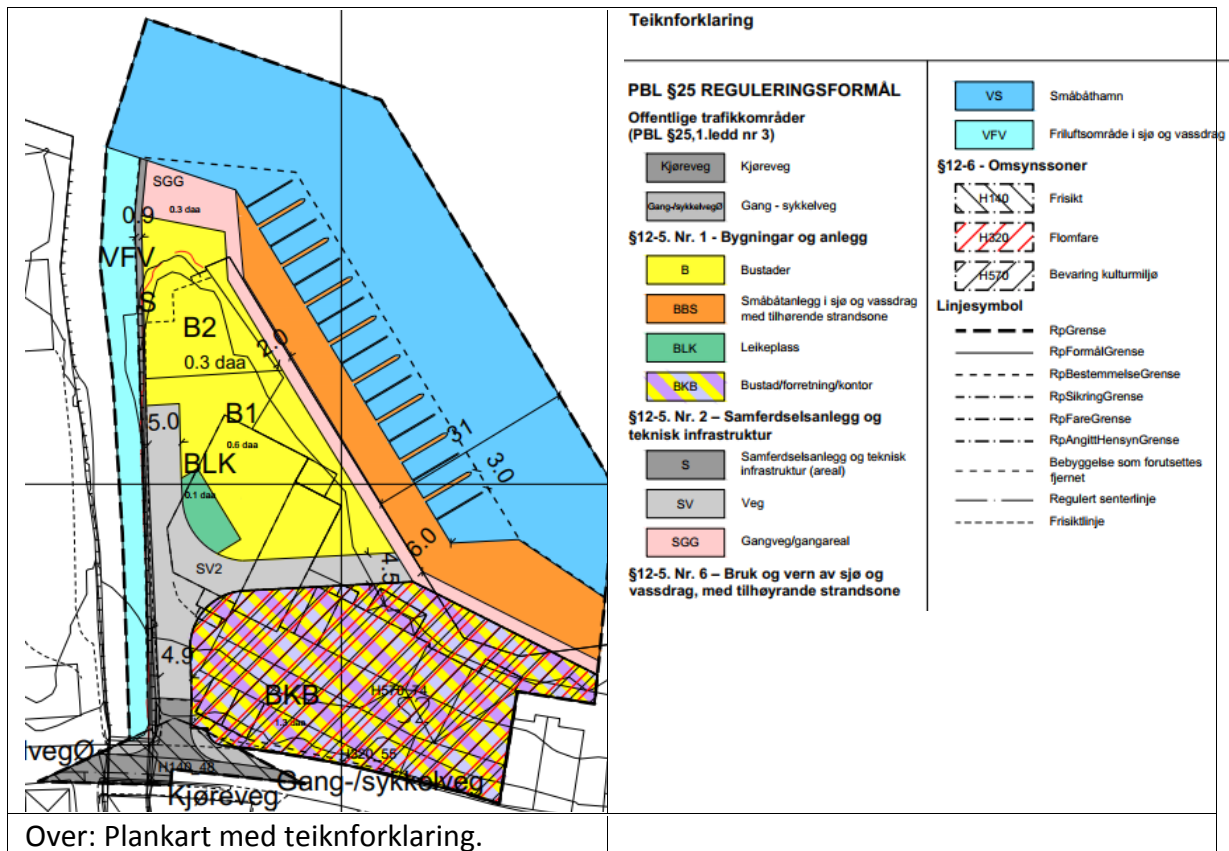 SGG
0.3 daa
0.9
VFV
S
B2
0.3 daa
2.0
5.0
B1
0.6 daa
BLK
0.1 daa
31
3.0
6.0
4.5
SV2
4.9
BKB
H570_74
52
H320_55
lvegØ
H140_48
Gang-/sykkelveg
Kjøreveg
Teiknforklaring
PBL §25 REGULERINGSFORMÅL
Offentlige trafikkområder
(PBL §25,1.ledd nr 3)
Kjøreveg Kjøreveg
Gang-/sykkelvegØ Gang - sykkelveg
§12-5. Nr. 1 - Bygningar og anlegg
B Bustader
BBS Småbåtanlegg i sjø og vassdrag
med tilhørende strandsone
BLK Leikeplass
BKB Bustad/forretning/kontor
§12-5. Nr. 2 – Samferdselsanlegg og
teknisk infrastruktur
S Samferdselsanlegg og teknisk
infrastruktur (areal)
SV Veg
SGG Gangveg/gangareal
§12-5. Nr. 6 – Bruk og vern av sjø og
vassdrag, med tilhøyrande strandsone
VS Småbåthamn
VFV Friluftsområde i sjø og vassdrag
§12-6 - Omsynssoner
H140 Frisikt
H320 Flomfare
H570 Bevaring kulturmiljø
Linjesymbol
RpGrense
RpFormålGrense
RpBestemmelseGrense
RpSikringGrense
RpFareGrense
RpAngittHensynGrense
Bebyggelse som forutsettes
fjernet
Regulert senterlinje
Frisiktlinje
Over: Plankart med teiknforklaring.